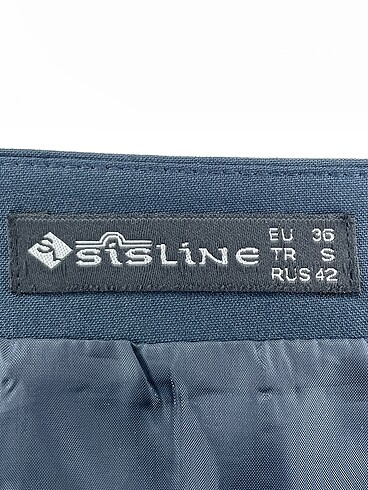 SISLINE
EU 36
TR S
RUS 42